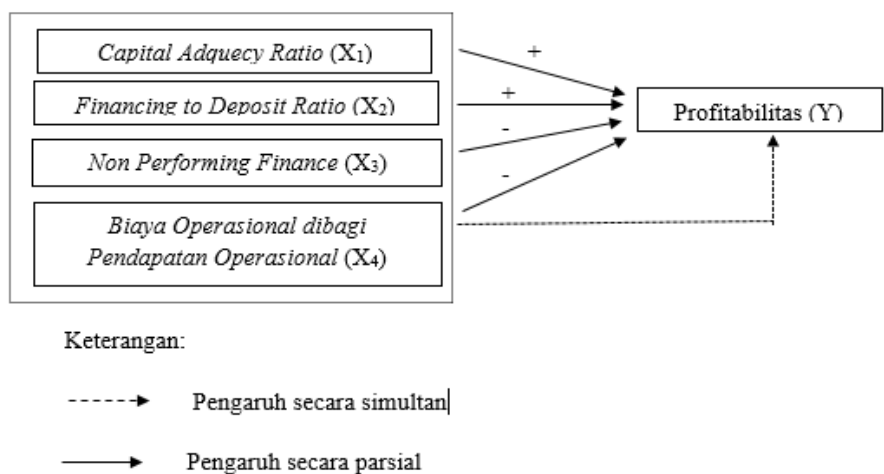 Capital Adquecy Ratio (X1)
Financing to Deposit Ratio (X2)
Non Performing Finance (X3)
Biaya Operasional dibagi
Pendapatan Operasional (X4)
+
+
-
-
Profitabilitas (Y)
Keterangan:
Pengaruh secara simultan
Pengaruh secara parsial